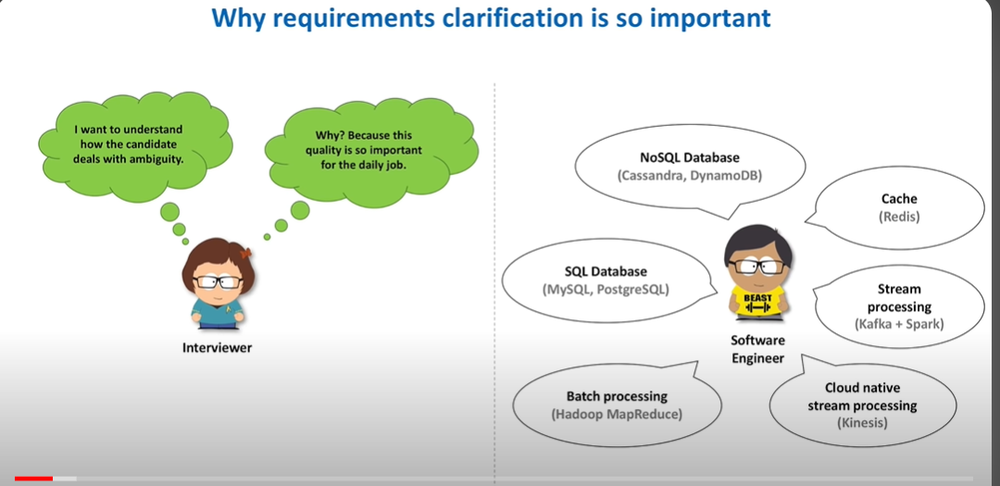 Why requirements clarification is so important
I want to understand
how the candidate
deals with ambiguity.
Why? Because this
quality is so important
for the daily job.
Interviewer
NoSQL Database
(Cassandra, DynamoDB)
Cache
(Redis)
SQL Database
(MySQL, PostgreSQL)
Stream
processing
(Kafka + Spark)
BEAST
Software
Engineer
Batch processing
(Hadoop MapReduce)
Cloud native
stream processing
(Kinesis)